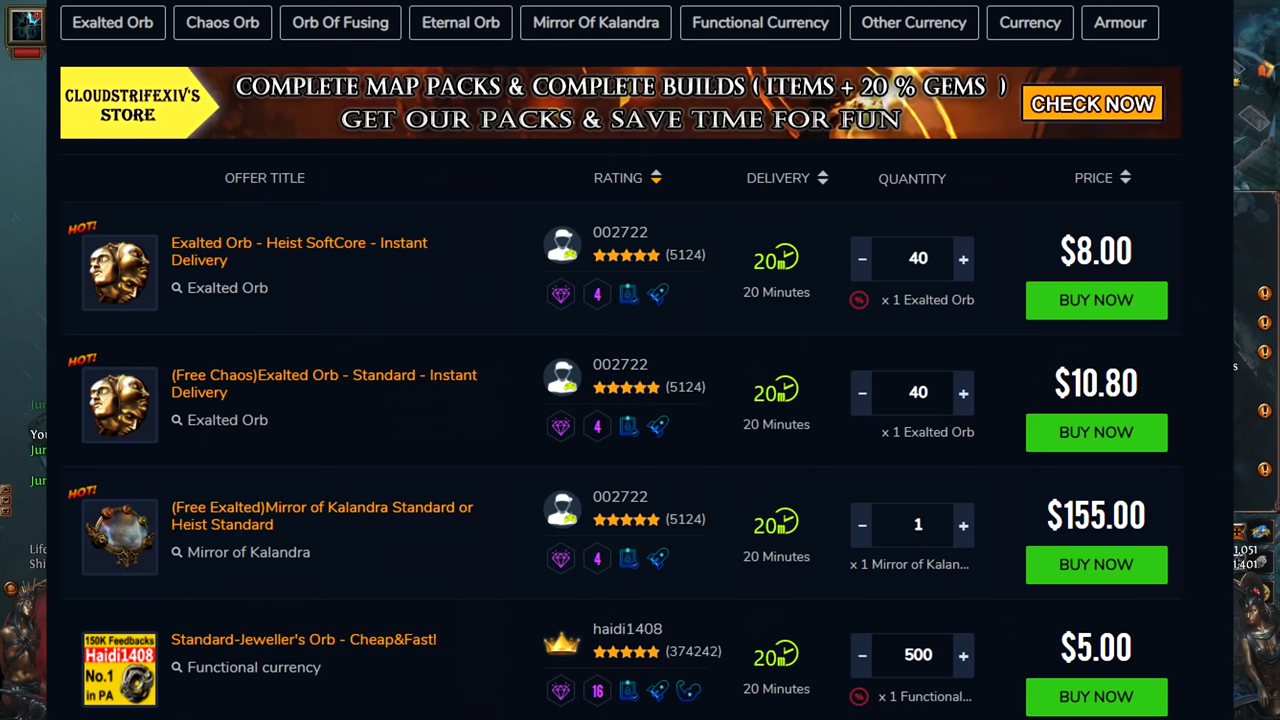 Exalted Orb
Chaos Orb
Orb Of Fusing
Eternal Orb
Mirror Of Kalandra
Functional Currency
Other Currency
Currency
Armour
CLOUDSTRIFEXIV'S
STORE
COMPLETE MAP PACKS & COMPLETE BUILDS ( ITEMS + 20 % GEMS )
GET OUR PACKS & SAVE TIME FOR FUN
CHECK NOW
OFFER TITLE
RATING
DELIVERY
QUANTITY
PRICE
HOT!
Exalted Orb - Heist SoftCore - Instant
Delivery
Exalted Orb
002722
(5124)
4
20m
20 Minutes
- 40 +
% x 1 Exalted Orb
$8.00
BUY NOW
HOT!
(Free Chaos)Exalted Orb - Standard - Instant
Delivery
Exalted Orb
002722
(5124)
4
20m
20 Minutes
- 40 +
x 1 Exalted Orb
$10.80
BUY NOW
HOT!
(Free Exalted)Mirror of Kalandra Standard or
Heist Standard
Mirror of Kalandra
002722
(5124)
4
20m
20 Minutes
- 1 +
x 1 Mirror of Kalan...
$155.00
BUY NOW
150K Feedbacks
Haidi1408
No.1
in PA
Standard-Jeweller's Orb - Cheap&Fast!
Functional currency
haidi1408
(374242)
16
20m
20 Minutes
- 500 +
% x 1 Functional...
$5.00
BUY NOW